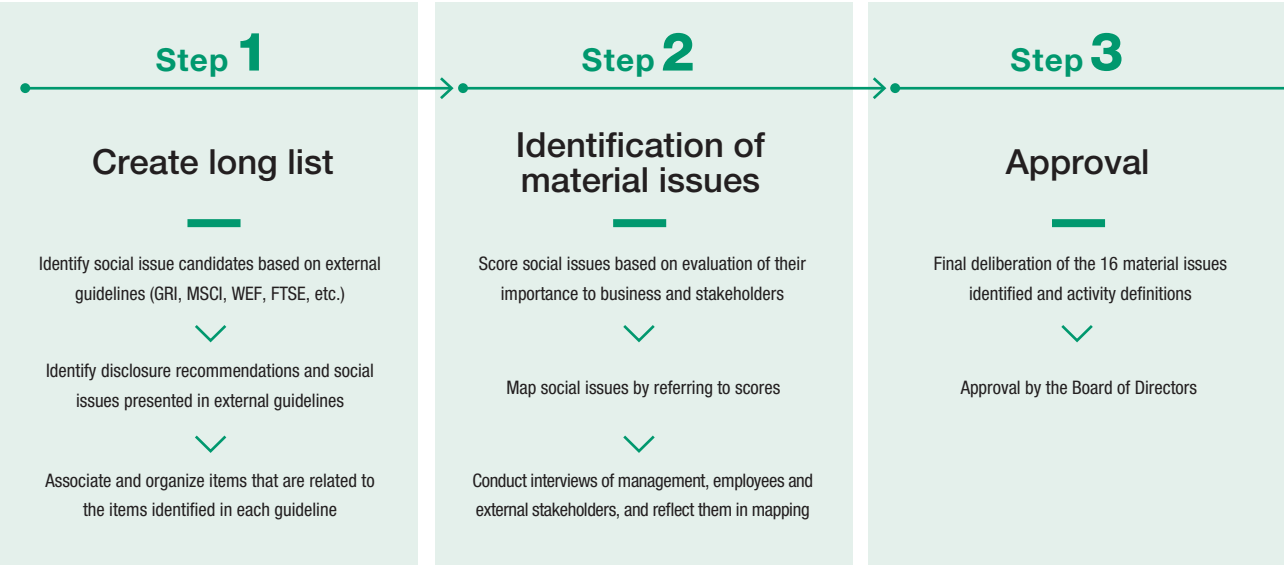 Step 1
Create long list
Identify social issue candidates based on external
guidelines (GRI, MSCI, WEF, FTSE, etc.)
Identify disclosure recommendations and social
issues presented in external guidelines
Associate and organize items that are related to
the items identified in each guideline
Step 2
Identification of
material issues
Score social issues based on evaluation of their
importance to business and stakeholders
Map social issues by referring to scores
Conduct interviews of management, employees and
external stakeholders, and reflect them in mapping
Step 3
Approval
Final deliberation of the 16 material issues
identified and activity definitions
Approval by the Board of Directors